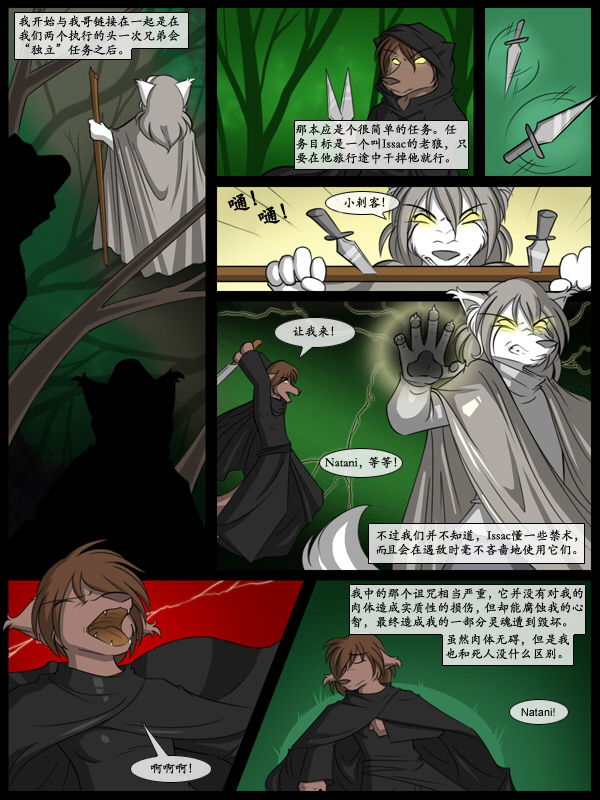 我开始与我哥链接在一起是在
我们两个执行的头一次兄弟会
“独立”任务之后。
那本应是个很简单的任务。任
务目标是一个叫Issac的老狼，只
要在他旅行途中干掉他就行。
嗵！
嗵！
小刺客！
让我来！
Natani，等等！
不过我们并不知道，Issac懂一些禁术，
而且会在遇敌时毫不吝啬地使用它们。
啊啊啊！
我中的那个诅咒相当严重，它并没有对我的
肉体造成实质性的损伤，但却能腐蚀我的心
智，最终造成我的一部分灵魂遭到毁坏。
虽然肉体无碍，但是我
也和死人没什么区别。
Natani!